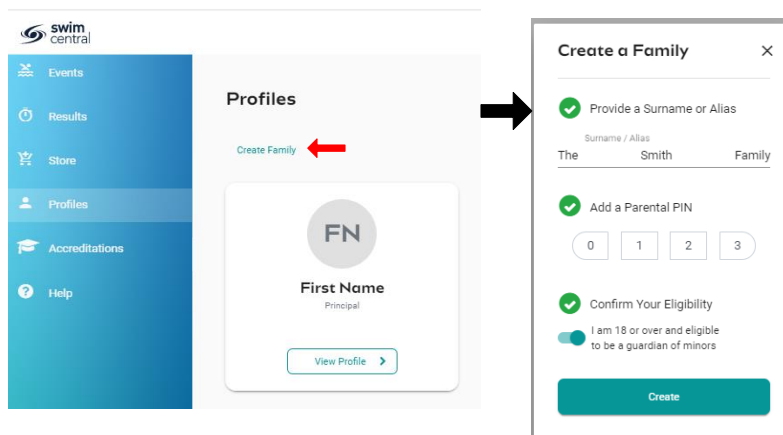 swim
central
Events
Results
Store
Profiles
Accreditations
Help
Profiles
Create Family
FN
First Name
Principal
View Profile
Create a Family
Provide a Surname or Alias
Surname / Alias
The Smith Family
Add a Parental PIN
0 1 2 3
Confirm Your Eligibility
I am 18 or over and eligible
to be a guardian of minors
Create